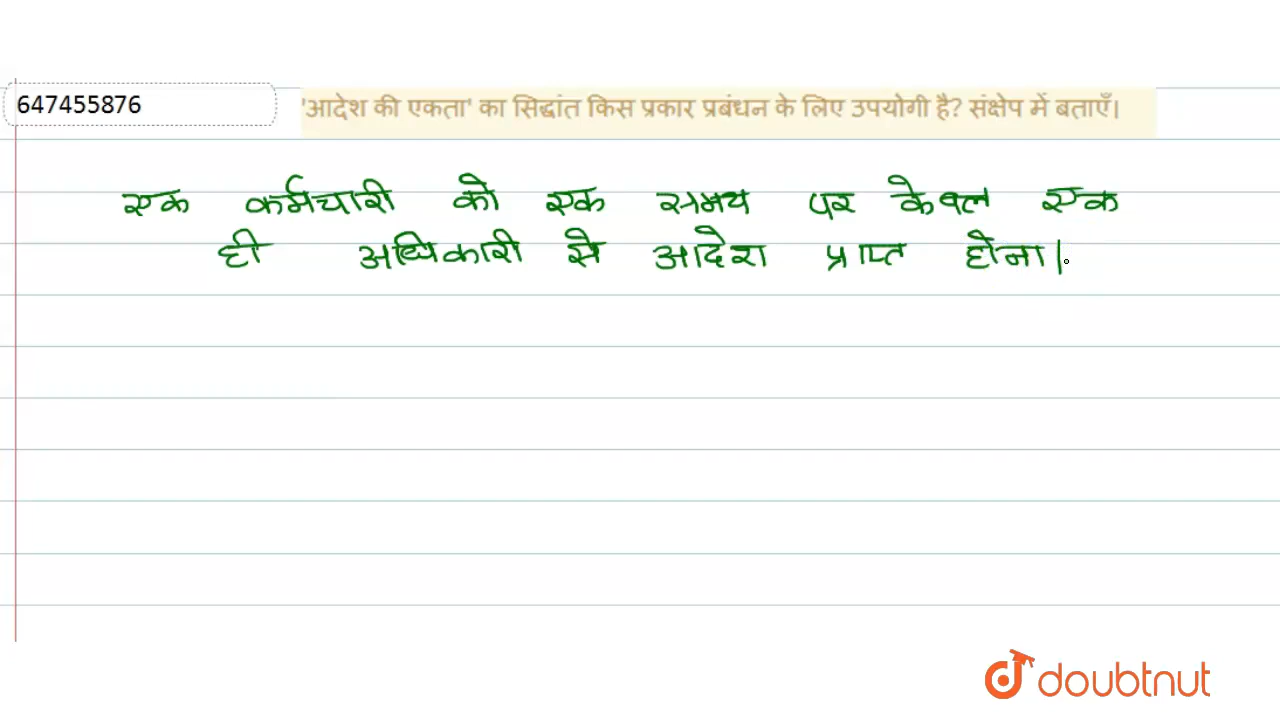 647455876
'आदेश की एकता' का सिद्धांत किस प्रकार प्रबंधन के लिए उपयोगी है? संक्षेप में बताएँ।
एक कर्मचारी को एक समय पर केवल एक
ही अधिकारी से आदेश प्राप्त होना।
doubtnut